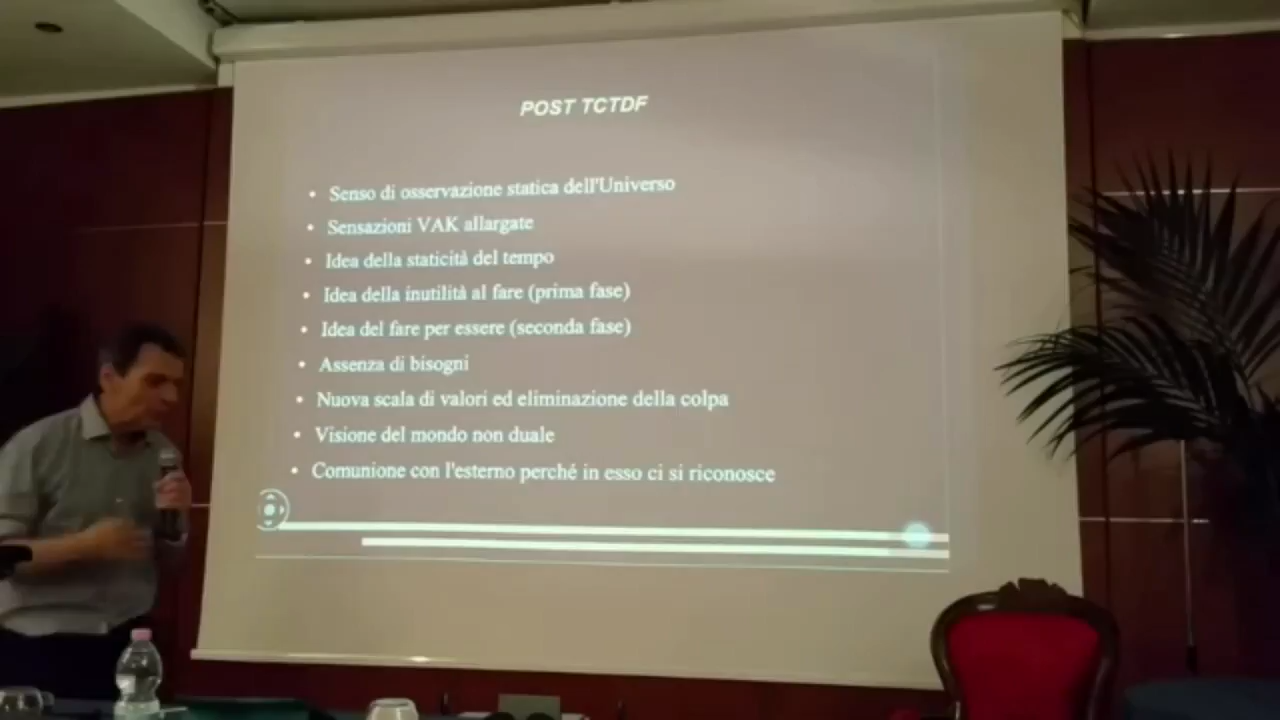 POST TCTDF
• Senso di osservazione statica dell'Universo
• Sensazioni VAK allargate
• Idea della staticità del tempo
• Idea della inutilità al fare (prima fase)
• Idea del fare per essere (seconda fase)
• Assenza di bisogni
• Nuova scala di valori ed eliminazione della colpa
• Visione del mondo non duale
• Comunione con l'esterno perché in esso ci si riconosce